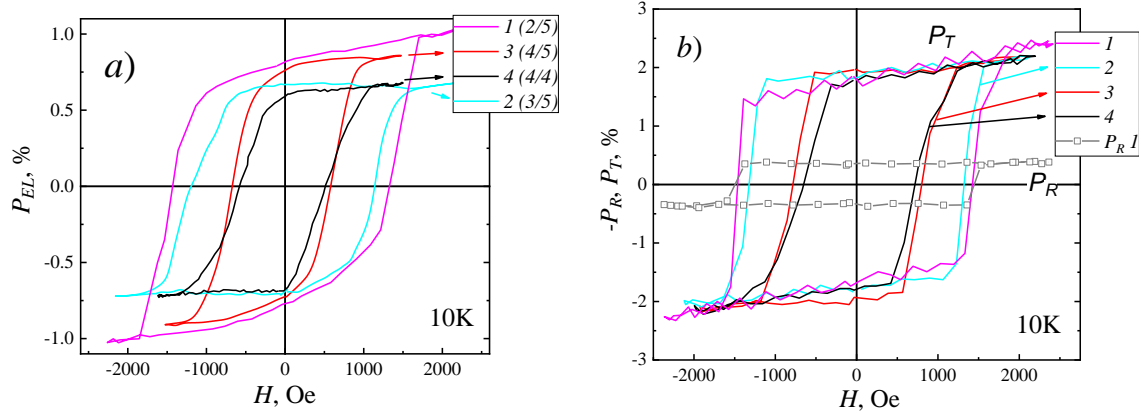 a)
P_EL, %
1.0
0.5
0.0
-0.5
-1.0
-2000
-1000
0
1000
2000
H, Oe
10K
1 (2/5)
3 (4/5)
4 (4/4)
2 (3/5)
b)
P_T
-P_R, P_T, %
3
2
1
0
-1
-2
-3
-2000
-1000
0
1000
2000
H, Oe
10K
P_R
1
2
3
4
P_R 1